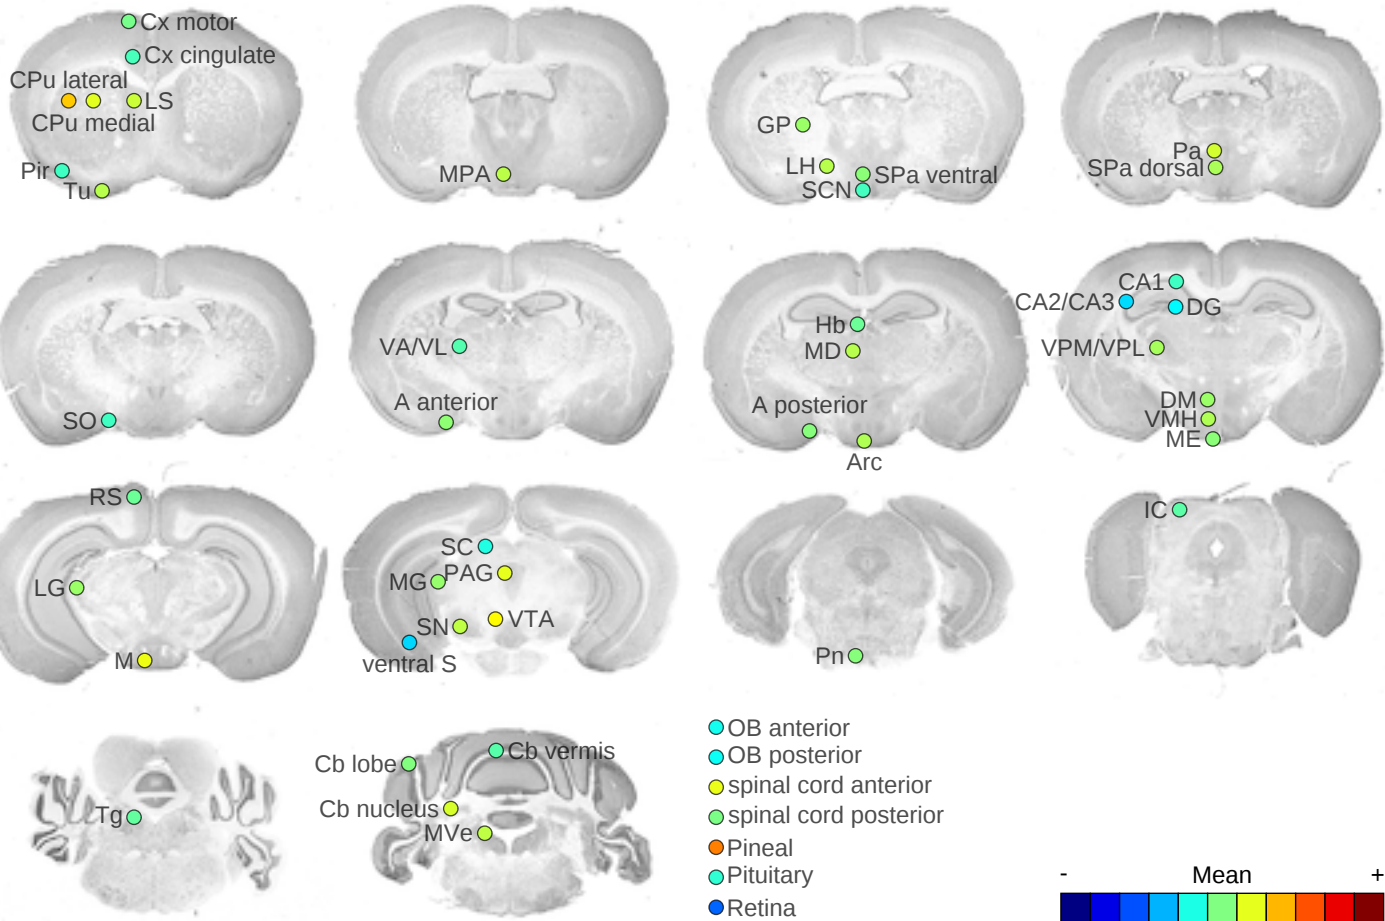 Cx motor
Cx cingulate
CPu lateral
LS
CPu medial
Pir
Tu
MPA
GP
LH
SPa ventral
SCN
Pa
SPa dorsal
SO
VA/VL
A anterior
Hb
MD
A posterior
Arc
CA1
CA2/CA3
DG
VPM/VPL
DM
VMH
ME
RS
LG
M
SC
MG
PAG
SN
VTA
ventral S
Pn
IC
Tg
Cb lobe
Cb vermis
Cb nucleus
MVe
OB anterior
OB posterior
spinal cord anterior
spinal cord posterior
Pineal
Pituitary
Retina
- Mean +